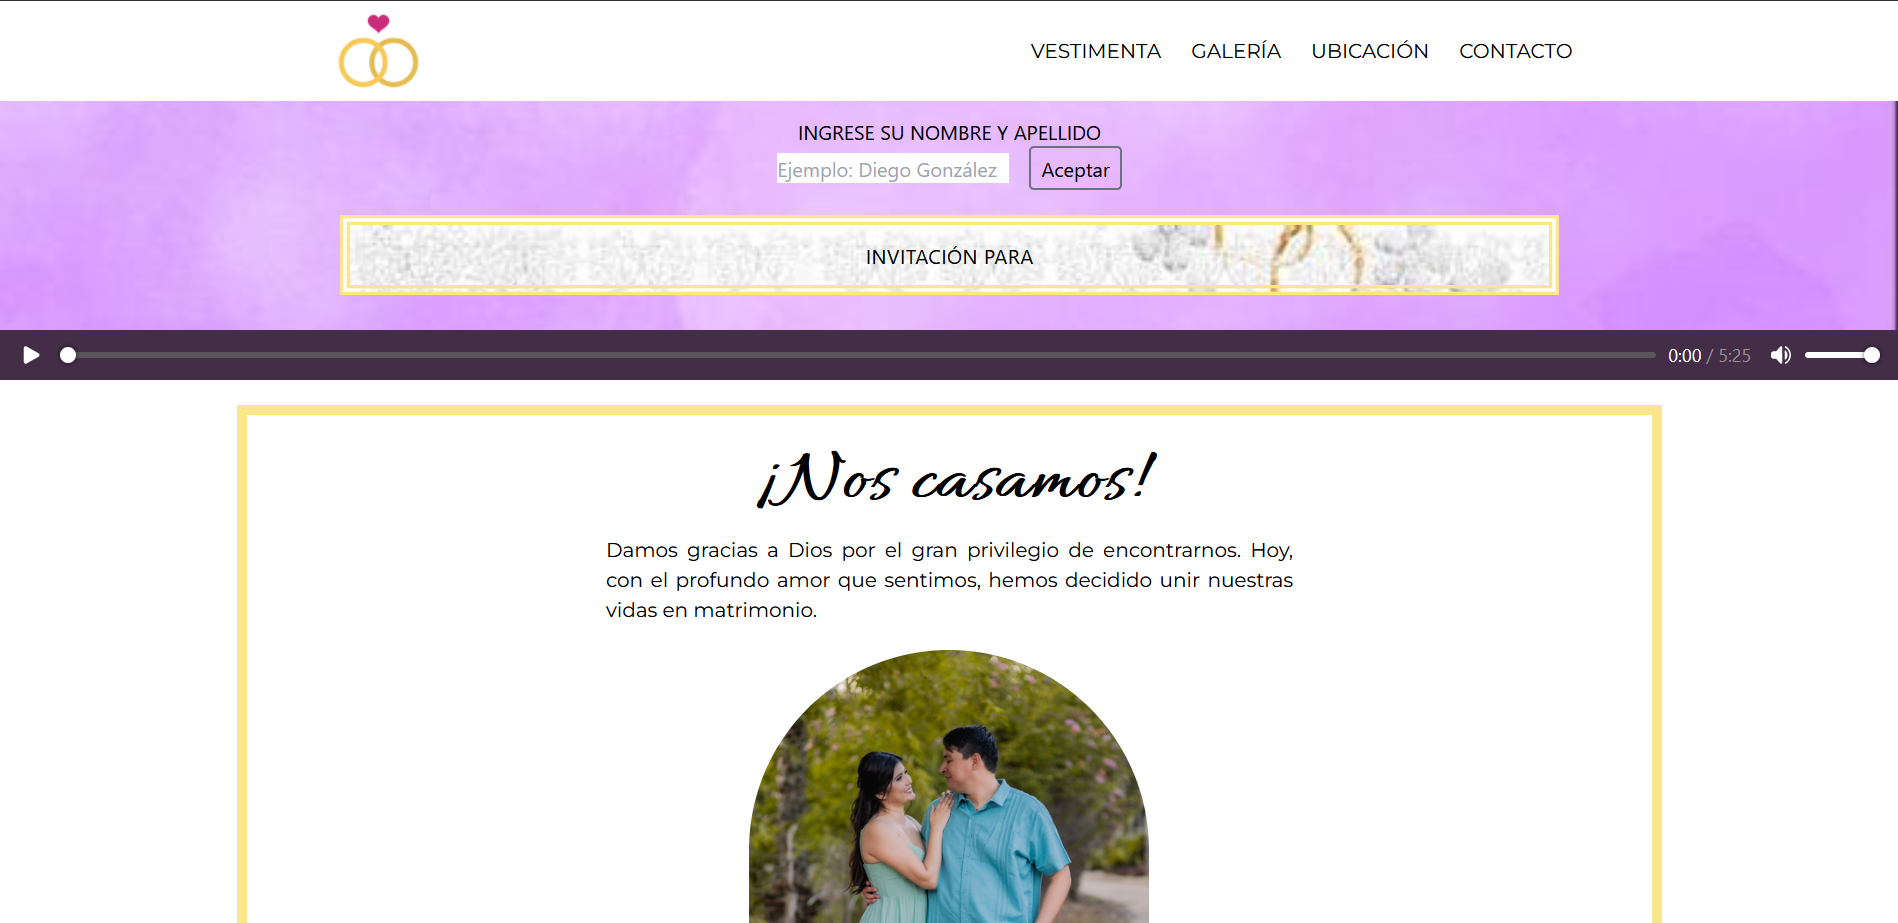 VESTIMENTA GALERÍA UBICACIÓN CONTACTO
INGRESE SU NOMBRE Y APELLIDO
Ejemplo: Diego González Aceptar
INVITACIÓN PARA
0:00 / 5:25
¡Nos casamos!
Damos gracias a Dios por el gran privilegio de encontrarnos. Hoy,
con el profundo amor que sentimos, hemos decidido unir nuestras
vidas en matrimonio.